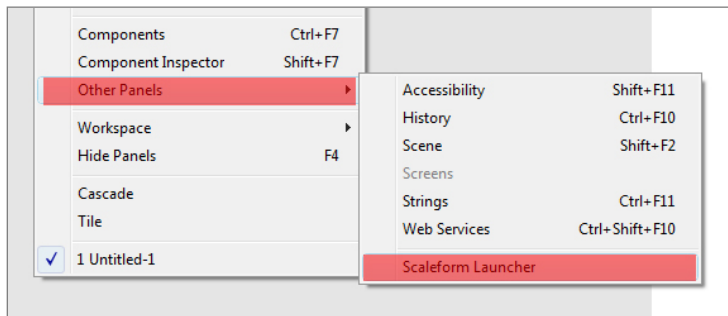 Components Ctrl+F7
Component Inspector Shift+F7
Other Panels
Workspace
Hide Panels F4
Cascade
Tile
1 Untitled-1
Accessibility Shift+F11
History Ctrl+F10
Scene Shift+F2
Screens
Strings Ctrl+F11
Web Services Ctrl+Shift+F10
Scaleform Launcher